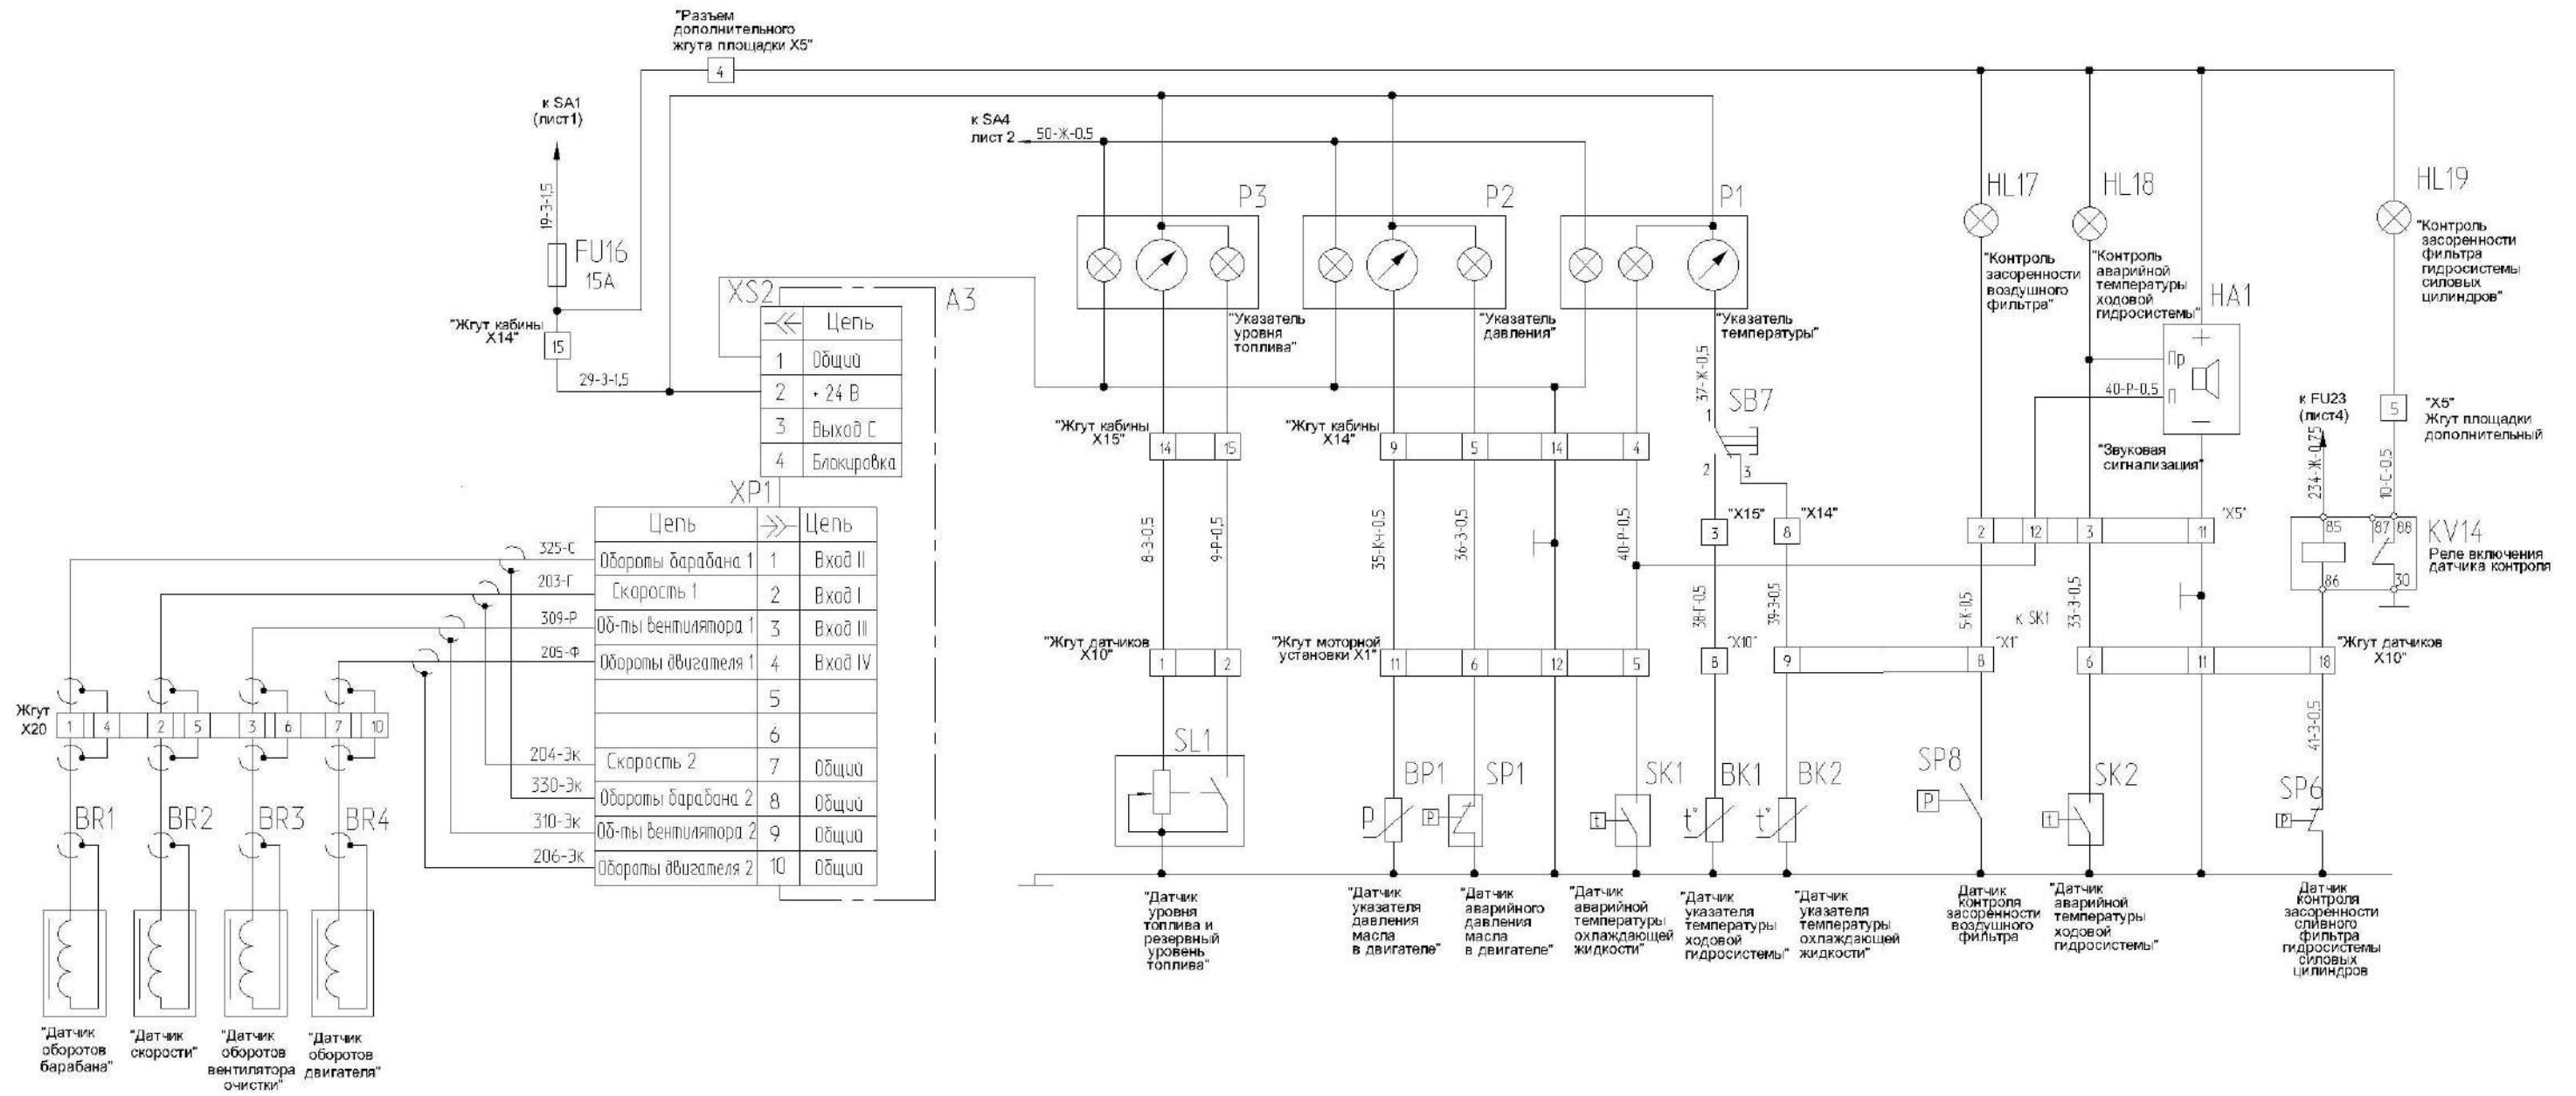 "Разъем
дополнительного
жгута площадки X5"
4
к SA1
(лист1)
19-З-1,5
FU16
15А
"Жгут кабины
X14"
15
29-З-1,5
к SA4
лист 2
50-Ж-0.5
XS2
А3
Цепь
1 Общий
2 + 24 В
3 Выход С
4 Блокировка
XP1
Цепь Цепь
Обороты барабана 1 1 Вход II
Скорость 1 2 Вход I
Об-ты вентилятора 1 3 Вход III
Обороты двигателя 1 4 Вход IV
5
6
Скорость 2 7 Общий
Обороты барабана 2 8 Общий
Об-ты вентилятора 2 9 Общий
Обороты двигателя 2 10 Общий
325-С
203-Г
309-Р
205-Ф
204-Эк
330-Эк
310-Эк
206-Эк
Жгут
X20
1 4 2 5 3 6 7 10
BR1
BR2
BR3
BR4
"Датчик
оборотов
барабана"
"Датчик
скорости"
"Датчик
оборотов
вентилятора
очистки"
"Датчик
оборотов
двигателя"
P3
"Указатель
уровня
топлива"
P2
"Указатель
давления"
P1
"Указатель
температуры"
HL17
"Контроль
засоренности
воздушного
фильтра"
HL18
"Контроль
аварийной
температуры
ходовой
гидросистемы"
HA1
+
Пр
П
–
40-Р-0,5
"Звуковая
сигнализация"
HL19
"Контроль
засоренности
фильтра
гидросистемы
силовых
цилиндров"
5
"X5"
Жгут площадки
дополнительный
к FU23
(лист4)
234-Ж-0,75
10-С-0,5
85 87 88
86 30
KV14
Реле включения
датчика контроля
37-Ж-0,5
SB7
1
2
3
"Жгут кабины
X15"
14 15
"Жгут кабины
X14"
9 5 14 4
8-З-0,5
9-Р-0,5
35-Кч-0,5
36-З-0,5
40-Р-0,5
3
"X15"
8
"X14"
2 12 3 11
"X5"
38-Г-0,5
39-З-0,5
5-К-0,5
к SK1
33-З-0,5
"Жгут датчиков
X10"
1 2
"Жгут моторной
установки X1"
11 6 12 5
8
"X10"
9 8
"X1"
6 11 18
"Жгут датчиков
X10"
41-З-0,5
SL1
BP1
P
SP1
P
SK1
t
BK1
t°
BK2
t°
SP8
P
SK2
t
SP6
P
"Датчик
уровня
топлива и
резервный
уровень
топлива"
"Датчик
указателя
давления
масла
в двигателе"
"Датчик
аварийного
давления
масла
в двигателе"
"Датчик
аварийной
температуры
охлаждающей
жидкости"
"Датчик
указателя
температуры
ходовой
гидросистемы"
"Датчик
указателя
температуры
охлаждающей
жидкости"
Датчик
контроля
засоренности
воздушного
фильтра
"Датчик
аварийной
температуры
ходовой
гидросистемы"
Датчик
контроля
засоренности
сливного
фильтра
гидросистемы
силовых
цилиндров